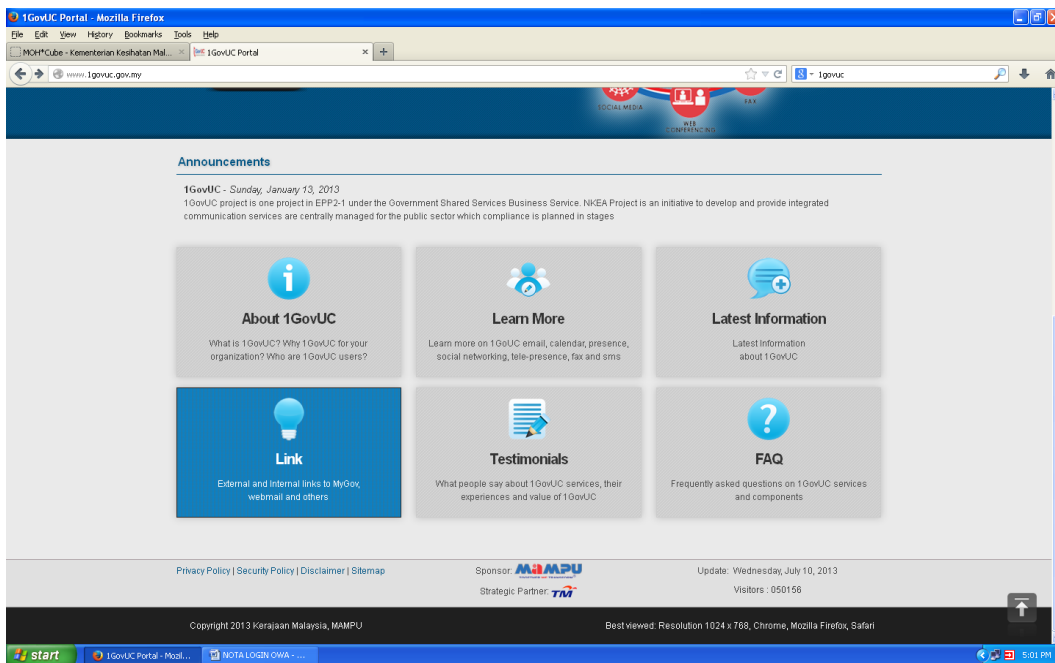 1GovUC Portal - Mozilla Firefox
File Edit View History Bookmarks Tools Help
MOH*Cube - Kementerian Kesihatan Mal... × 1GovUC Portal × +
www.1govuc.gov.my 1govuc
SOCIAL MEDIA
FAX
WEB
CONFERENCING
Announcements
1GovUC - Sunday, January 13, 2013
1GovUC project is one project in EPP2-1 under the Government Shared Services Business Service. NKEA Project is an initiative to develop and provide integrated
communication services are centrally managed for the public sector which compliance is planned in stages
About 1GovUC
What is 1GovUC? Why 1GovUC for your
organization? Who are 1GovUC users?
Learn More
Learn more on 1GoUC email, calendar, presence,
social networking, tele-presence, fax and sms
Latest Information
Latest Information
about 1GovUC
Link
External and Internal links to MyGov,
webmail and others
Testimonials
What people say about 1GovUC services, their
experiences and value of 1GovUC
FAQ
Frequently asked questions on 1GovUC services
and components
Privacy Policy | Security Policy | Disclaimer | Sitemap
Sponsor: MAMPU
Strategic Partner: TM
Update: Wednesday, July 10, 2013
Visitors : 050156
Copyright 2013 Kerajaan Malaysia, MAMPU
Best viewed: Resolution 1024 x 768, Chrome, Mozilla Firefox, Safari
start 1GovUC Portal - Mozil... NOTA LOGIN OWA - ... 5:01 PM